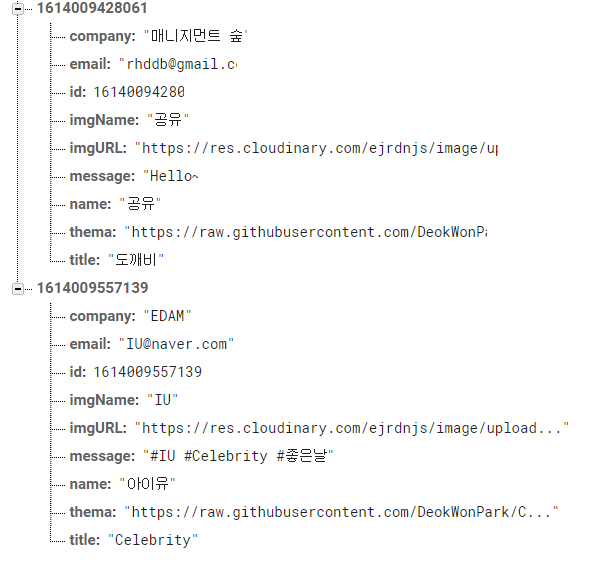 1614009428061
company: "매니지먼트 숲"
email: "rhddb@gmail.c
id: 16140094280
imgName: "공유"
imgURL: "https://res.cloudinary.com/ejrdnjs/image/up
message: "Hello~
name: "공유"
thema: "https://raw.githubusercontent.com/DeokWonPa
title: "도깨비"
1614009557139
company: "EDAM"
email: "IU@naver.com"
id: 1614009557139
imgName: "IU"
imgURL: "https://res.cloudinary.com/ejrdnjs/image/upload..."
message: "#IU #Celebrity #좋은날"
name: "아이유"
thema: "https://raw.githubusercontent.com/DeokWonPark/C..."
title: "Celebrity"